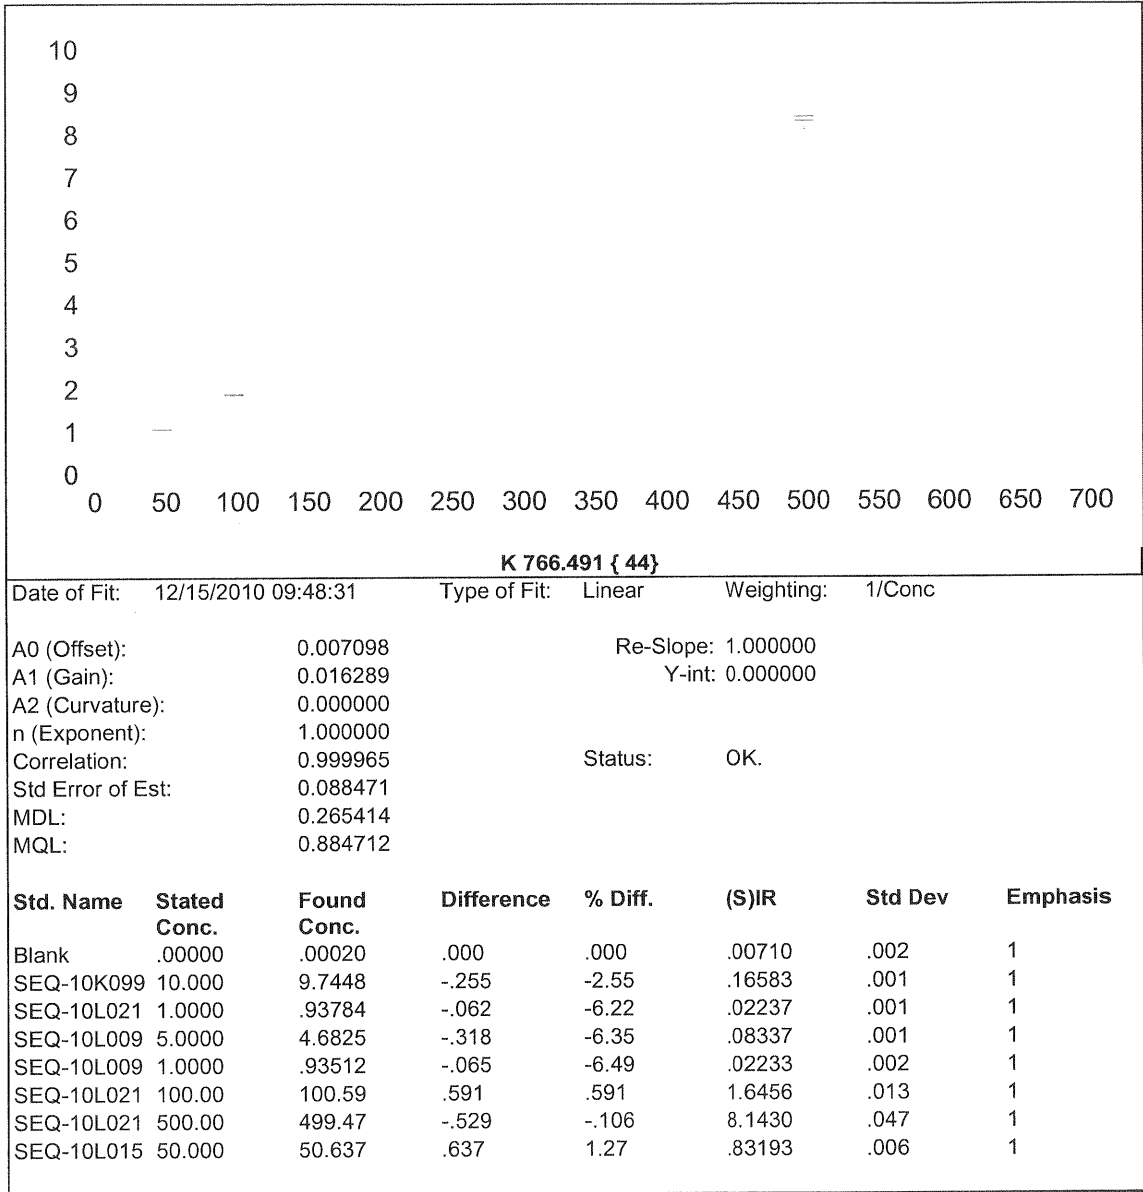 10
9
8
7
6
5
4
3
2
1
0
0 50 100 150 200 250 300 350 400 450 500 550 600 650 700
K 766.491 { 44}
Date of Fit: 12/15/2010 09:48:31 Type of Fit: Linear Weighting: 1/Conc
A0 (Offset): 0.007098 Re-Slope: 1.000000
A1 (Gain): 0.016289 Y-int: 0.000000
A2 (Curvature): 0.000000
n (Exponent): 1.000000
Correlation: 0.999965 Status: OK.
Std Error of Est: 0.088471
MDL: 0.265414
MQL: 0.884712
Std. Name Stated Found Difference % Diff. (S)IR Std Dev Emphasis
Conc. Conc.
Blank .00000 .00020 .000 .000 .00710 .002 1
SEQ-10K099 10.000 9.7448 -.255 -2.55 .16583 .001 1
SEQ-10L021 1.0000 .93784 -.062 -6.22 .02237 .001 1
SEQ-10L009 5.0000 4.6825 -.318 -6.35 .08337 .001 1
SEQ-10L009 1.0000 .93512 -.065 -6.49 .02233 .002 1
SEQ-10L021 100.00 100.59 .591 .591 1.6456 .013 1
SEQ-10L021 500.00 499.47 -.529 -.106 8.1430 .047 1
SEQ-10L015 50.000 50.637 .637 1.27 .83193 .006 1